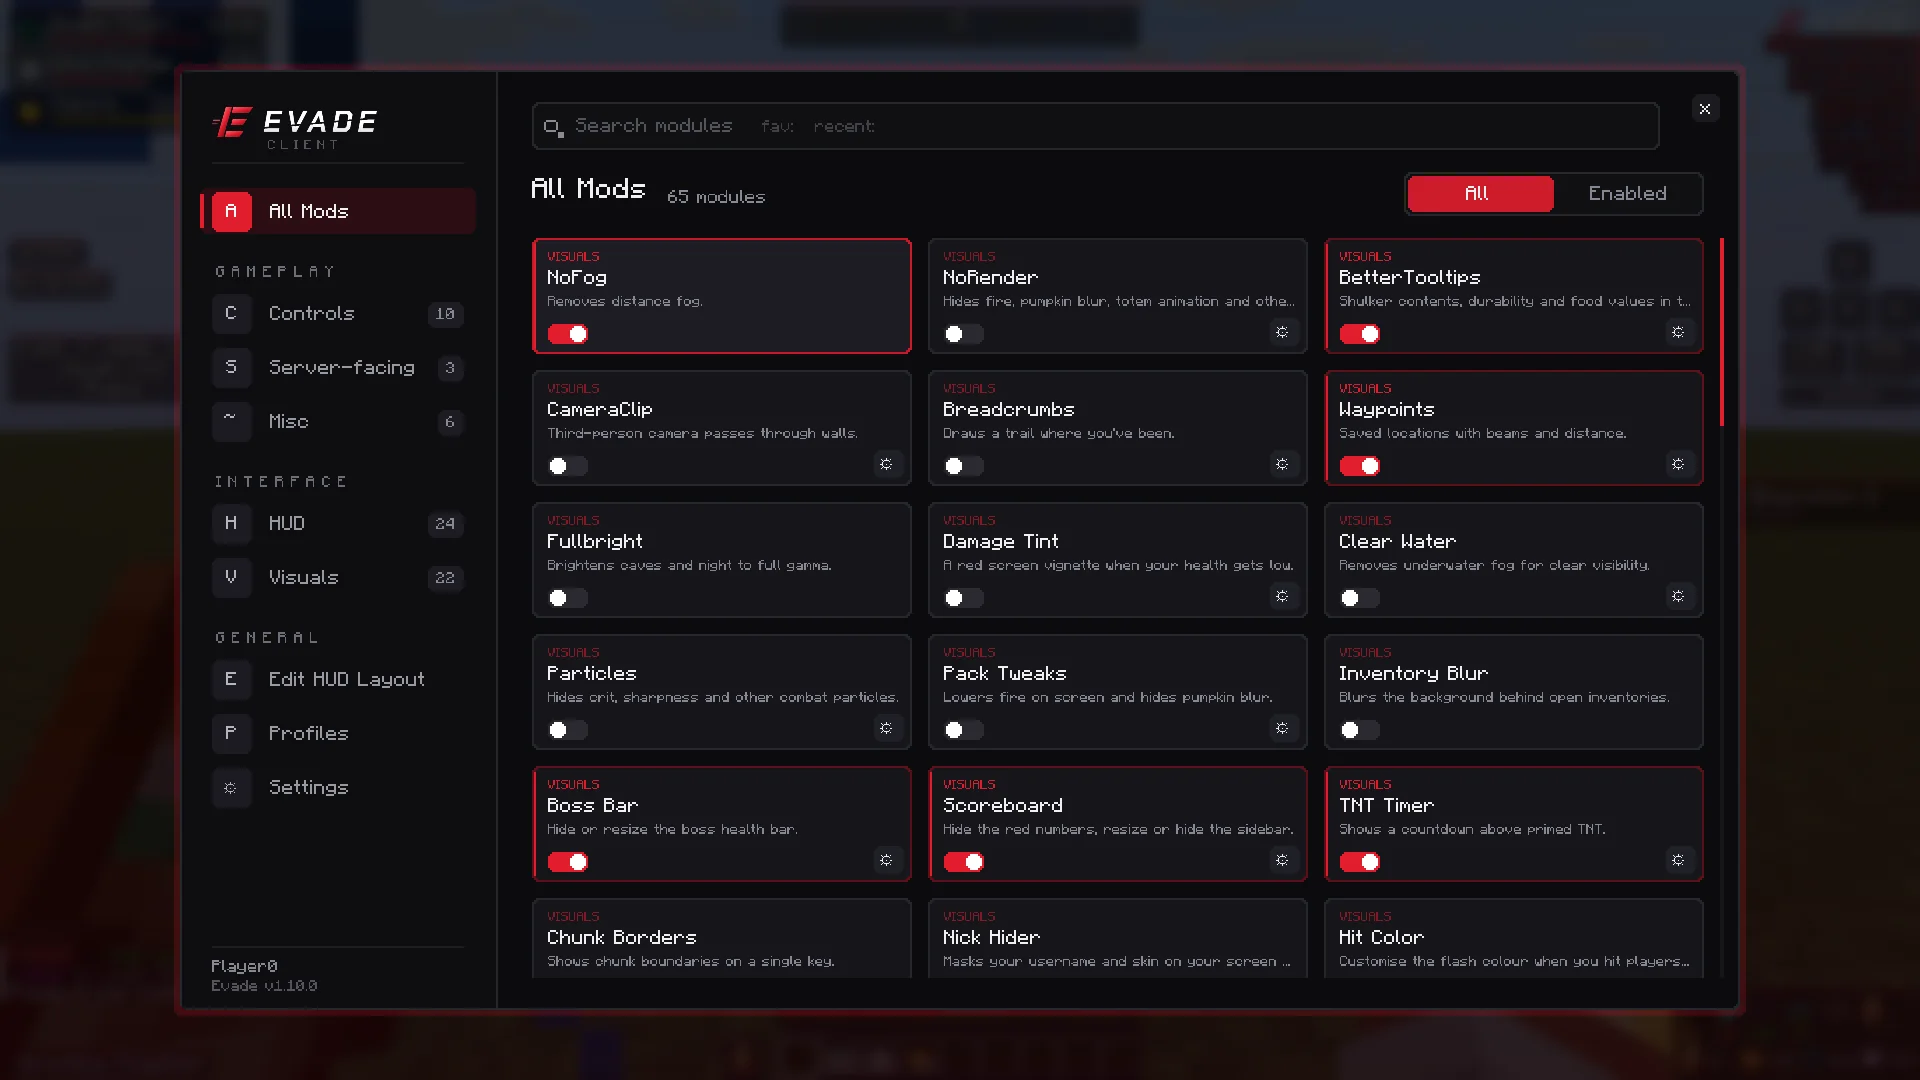 EVADE
CLIENT
A All Mods
GAMEPLAY
C Controls 10
S Server-facing 3
~ Misc 6
INTERFACE
H HUD 24
V Visuals 22
GENERAL
E Edit HUD Layout
P Profiles
Settings
Player0
Evade v1.10.0
Search modules fav: recent:
All Mods 65 modules
All Enabled
VISUALS
NoFog
Removes distance fog.
VISUALS
NoRender
Hides fire, pumpkin blur, totem animation and othe...
VISUALS
BetterTooltips
Shulker contents, durability and food values in t...
VISUALS
CameraClip
Third-person camera passes through walls.
VISUALS
Breadcrumbs
Draws a trail where you've been.
VISUALS
Waypoints
Saved locations with beams and distance.
VISUALS
Fullbright
Brightens caves and night to full gamma.
VISUALS
Damage Tint
A red screen vignette when your health gets low.
VISUALS
Clear Water
Removes underwater fog for clear visibility.
VISUALS
Particles
Hides crit, sharpness and other combat particles.
VISUALS
Pack Tweaks
Lowers fire on screen and hides pumpkin blur.
VISUALS
Inventory Blur
Blurs the background behind open inventories.
VISUALS
Boss Bar
Hide or resize the boss health bar.
VISUALS
Scoreboard
Hide the red numbers, resize or hide the sidebar.
VISUALS
TNT Timer
Shows a countdown above primed TNT.
VISUALS
Chunk Borders
Shows chunk boundaries on a single key.
VISUALS
Nick Hider
Masks your username and skin on your screen ...
VISUALS
Hit Color
Customise the flash colour when you hit players...